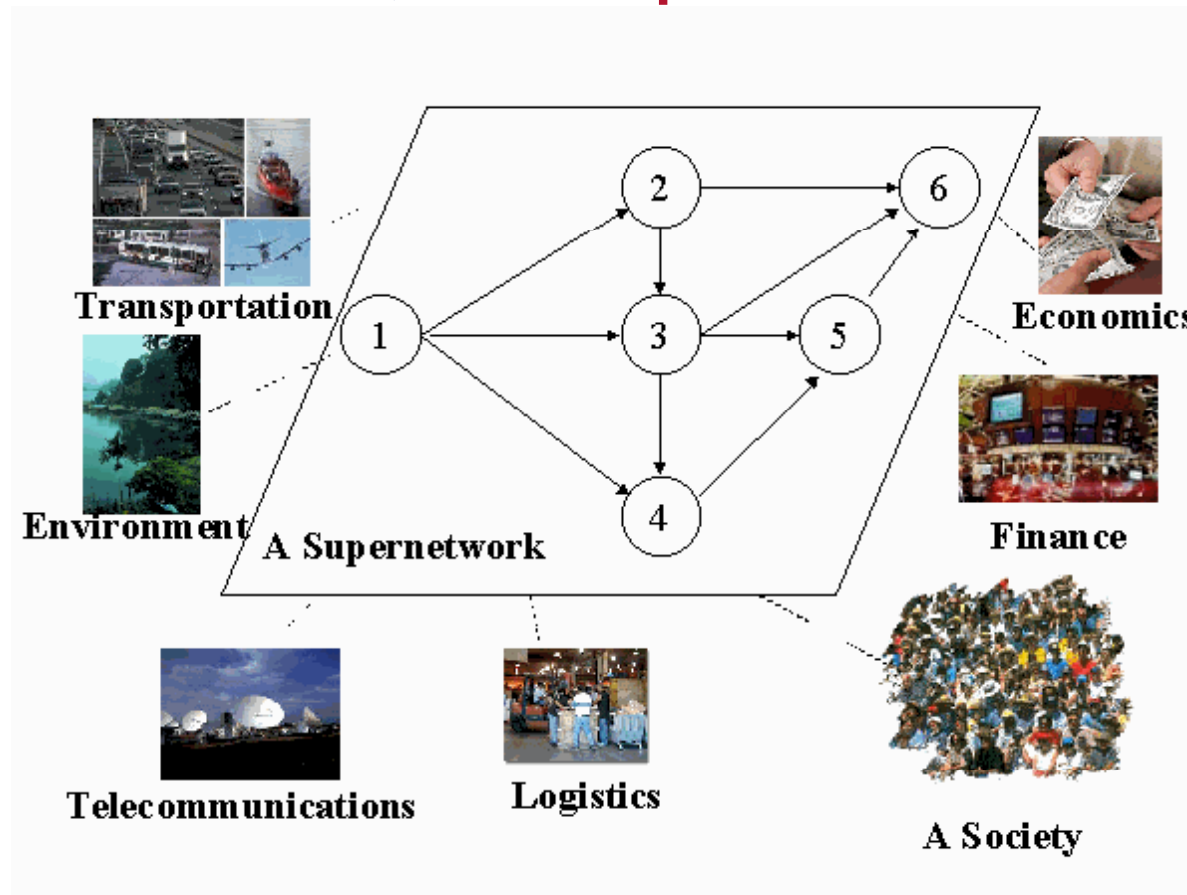 2
6
Transportation
1
3
5
Economics
Environment
4
A Supernetwork
Finance
Telecommunications
Logistics
A Society